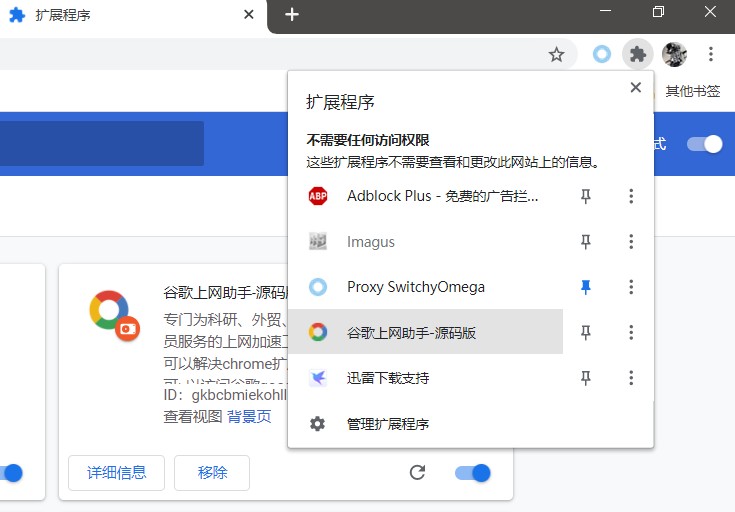 扩展程序
其他书签
扩展程序
不需要任何访问权限
这些扩展程序不需要查看和更改此网站上的信息。
式
ABP
Adblock Plus - 免费的广告拦...
Imagus
Proxy SwitchyOmega
谷歌上网助手-源码版
迅雷下载支持
管理扩展程序
谷歌上网助手-源码
专门为科研、外贸、
员服务的上网加速工
可以解决chrome扩
ID: gkbcbmiekohll
查看视图 背景页
详细信息
移除